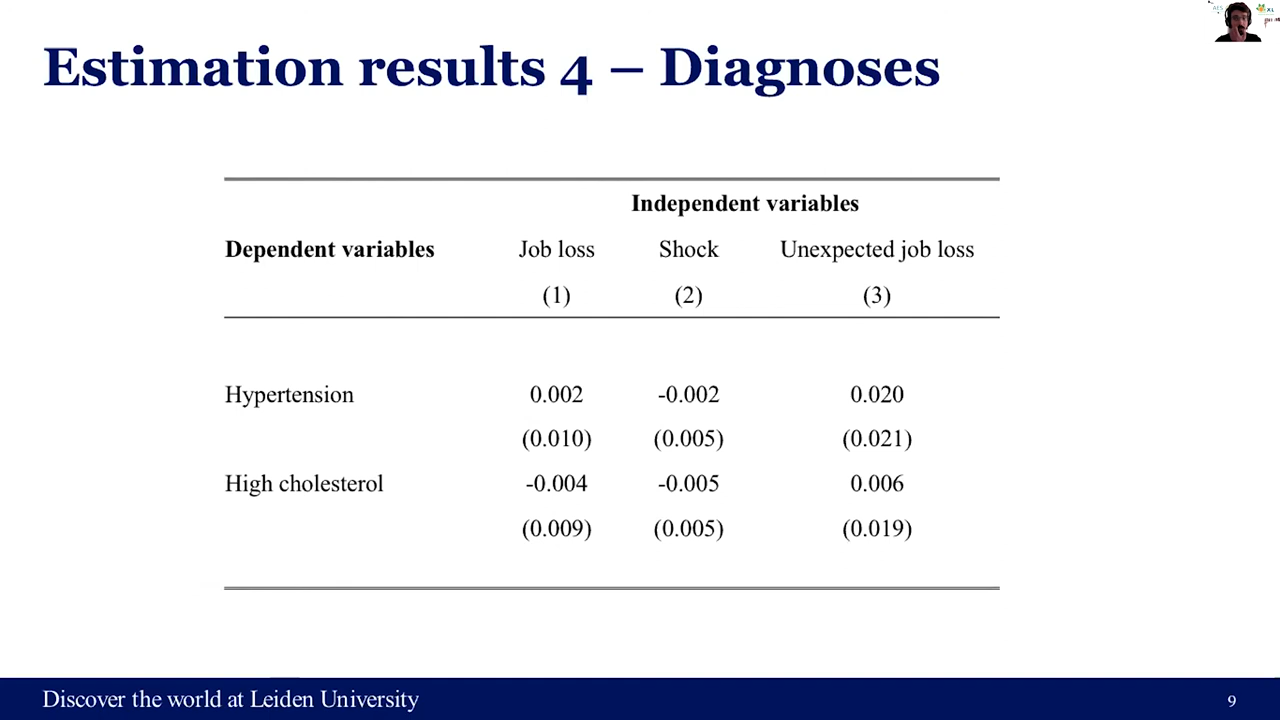 Estimation results 4 – Diagnoses
Independent variables
Dependent variables Job loss Shock Unexpected job loss
(1) (2) (3)
Hypertension 0.002 -0.002 0.020
(0.010) (0.005) (0.021)
High cholesterol -0.004 -0.005 0.006
(0.009) (0.005) (0.019)
Discover the world at Leiden University 9